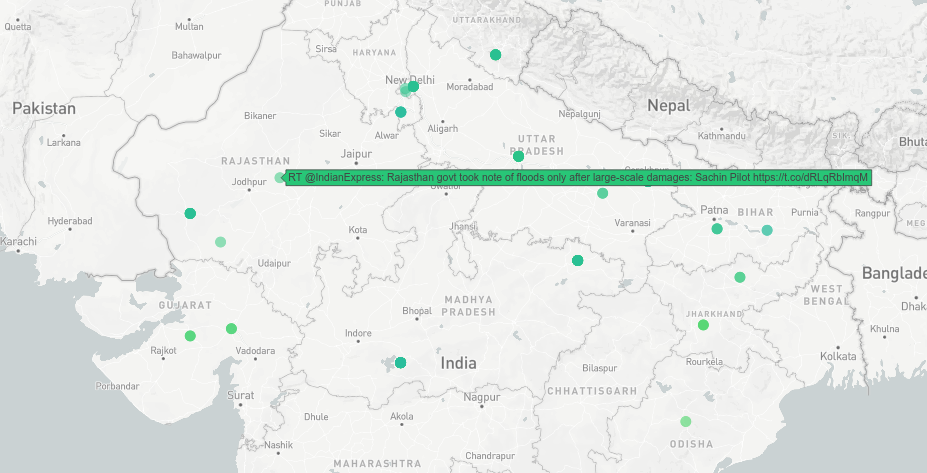 PUNJAB
UTTARAKHAND
Quetta
Multan
Sirsa
HARYANA
Bahawalpur
New Delhi
Moradabad
Pakistan
Nepal
Bikaner
Nepalgunj
Larkana
Sikar
Alwar
Aligarh
Kathmandu
SIK
Bhuta
UTTAR
PRADESH
Jaipur
RAJASTHAN
Jodhpur
RT @IndianExpress: Rajasthan govt took note of floods only after large-scale damages: Sachin Pilot https://t.co/dRLqRbImqM
Hyderabad
Karachi
Kota
Jhansi
Varanasi
Patna
BIHAR
Purnia
Rangpur
MEG
Udaipur
Banglade
GUJARAT
MADHYA
PRADESH
WEST
BENGAL
Dhaka
Bhopal
JHARKHAND
Indore
Khulna
Rajkot
Vadodara
India
Rourkela
Kolkata
Porbandar
Bilaspur
Surat
CHHATTISGARH
Nagpur
Dhule
Akola
Nashik
ODISHA
Chandrapur
MAHARASHTRA